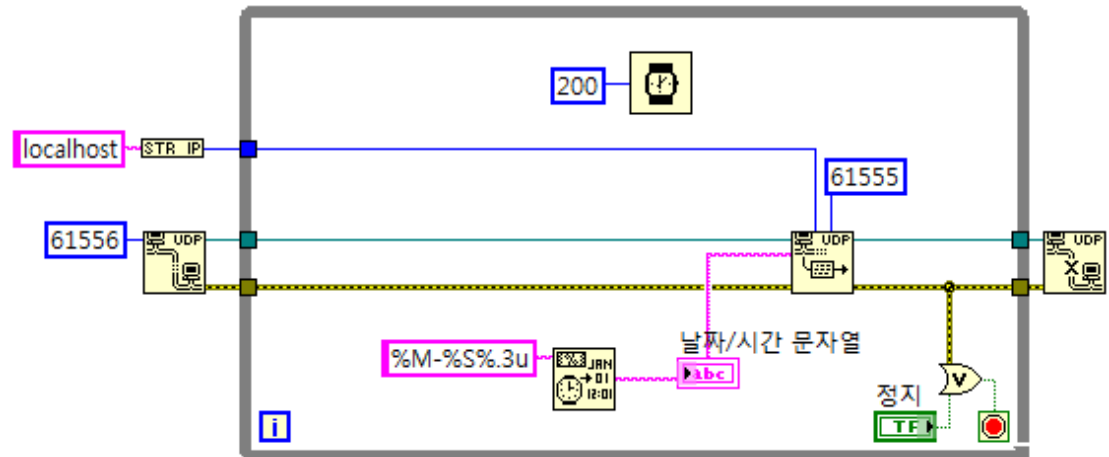 200
localhost
STR IP
61555
61556
UDP
UDP
UDP
날짜/시간 문자열
%M-%S%.3u
JAN
01
12:01
abc
정지
V
TF
i